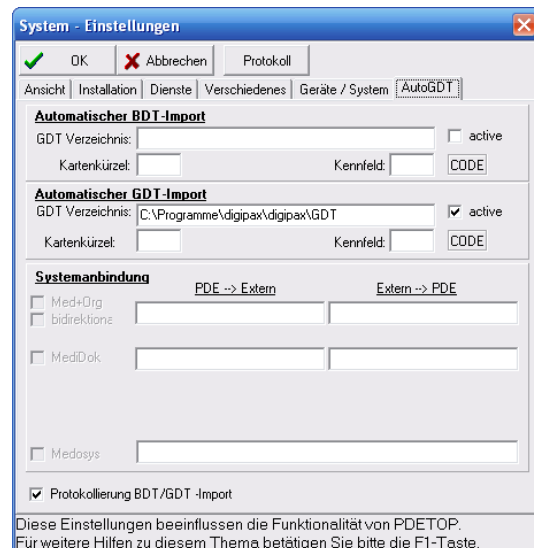 System - Einstellungen
OK Abbrechen Protokoll
Ansicht Installation Dienste Verschiedenes Geräte / System AutoGDT
Automatischer BDT-Import
GDT Verzeichnis: active
Kartenkürzel: Kennfeld: CODE
Automatischer GDT-Import
GDT Verzeichnis: C:\Programme\digipax\digipax\GDT active
Kartenkürzel: Kennfeld: CODE
Systemanbindung
PDE --> Extern Extern --> PDE
Med+Org
bidirektiona
MediDok
Medosys
Protokollierung BDT/GDT -Import
Diese Einstellungen beeinflussen die Funktionalität von PDETOP.
Für weitere Hilfen zu diesem Thema betätigen Sie bitte die F1-Taste.